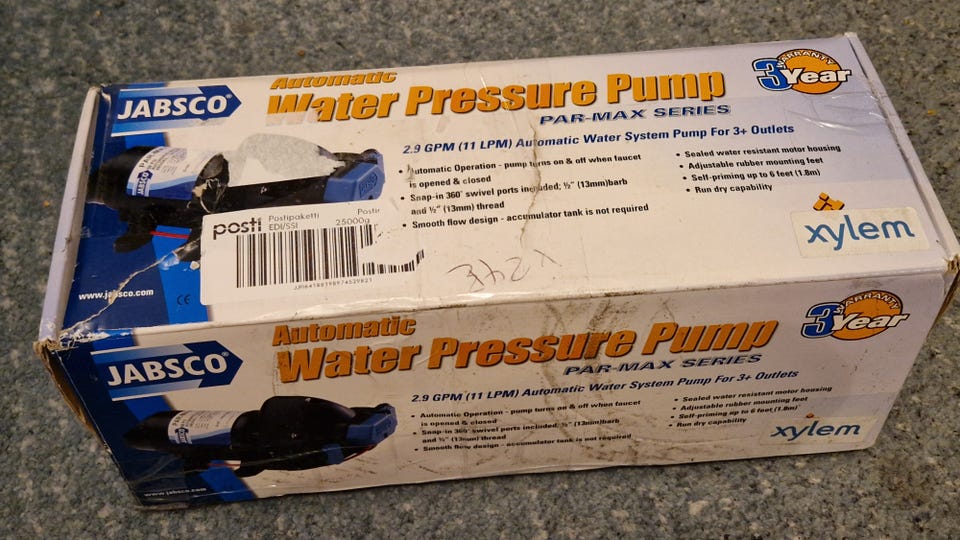 JABSCO®
Automatic
Water Pressure Pump
PAR-MAX SERIES
3 Year
WARRANTY
2.9 GPM (11 LPM) Automatic Water System Pump For 3+ Outlets
• Automatic Operation - pump turns on & off when faucet
is opened & closed
• Snap-in 360° swivel ports included; ½" (13mm)barb
and ½" (13mm) thread
• Smooth flow design - accumulator tank is not required
• Sealed water resistant motor housing
• Adjustable rubber mounting feet
• Self-priming up to 6 feet (1.8m)
• Run dry capability
JABSCO
posti
Postipaketti
EDI/SSI
25000g
xylem
www.jabsco.com
CE
JABSCO®
Automatic
Water Pressure Pump
PAR-MAX SERIES
3 Year
WARRANTY
2.9 GPM (11 LPM) Automatic Water System Pump For 3+ Outlets
• Automatic Operation - pump turns on & off when faucet
is opened & closed
• Snap-in 360° swivel ports included; ½" (13mm)barb
and ½" (13mm) thread
• Smooth flow design - accumulator tank is not required
• Sealed water resistant motor housing
• Adjustable rubber mounting feet
• Self-priming up to 6 feet (1.8m)
• Run dry capability
xylem
www.jabsco.com